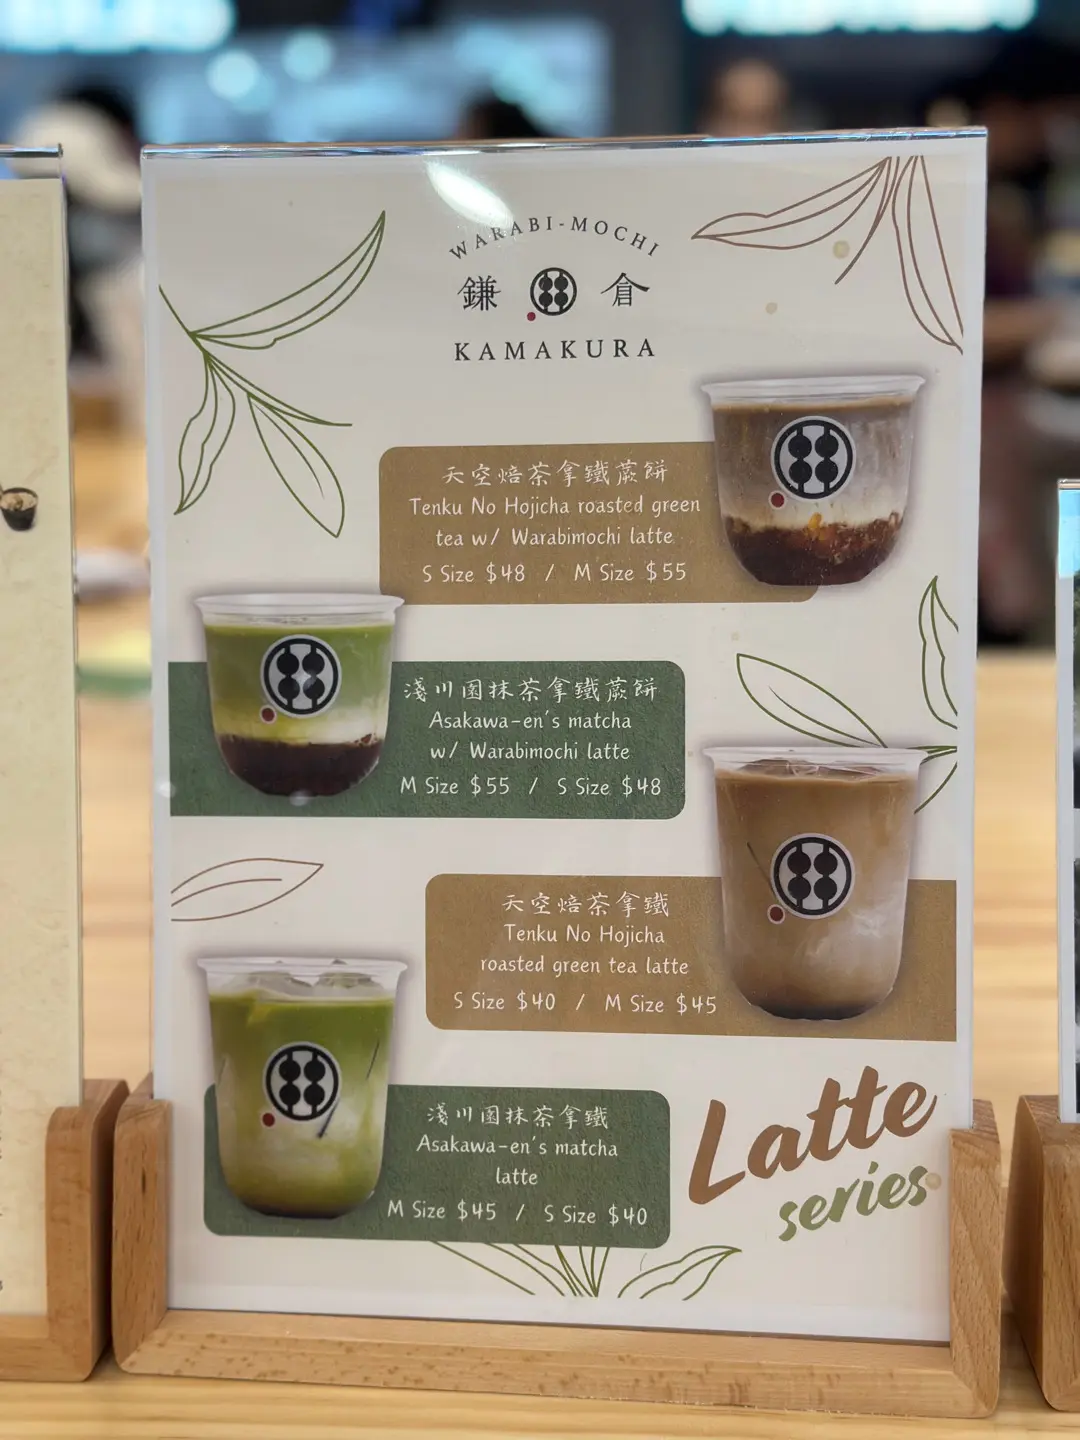 WARABI-MOCHI
鎌倉
KAMAKURA
天空焙茶拿鐵蕨餅
Tenku No Hojicha roasted green
tea w/ Warabimochi latte
S Size $48 / M Size $55
淺川園抹茶拿鐵蕨餅
Asakawa-en's matcha
w/ Warabimochi latte
M Size $55 / S Size $48
天空焙茶拿鐵
Tenku No Hojicha
roasted green tea latte
S Size $40 / M Size $45
淺川園抹茶拿鐵
Asakawa-en's matcha
latte
M Size $45 / S Size $40
Latte
series